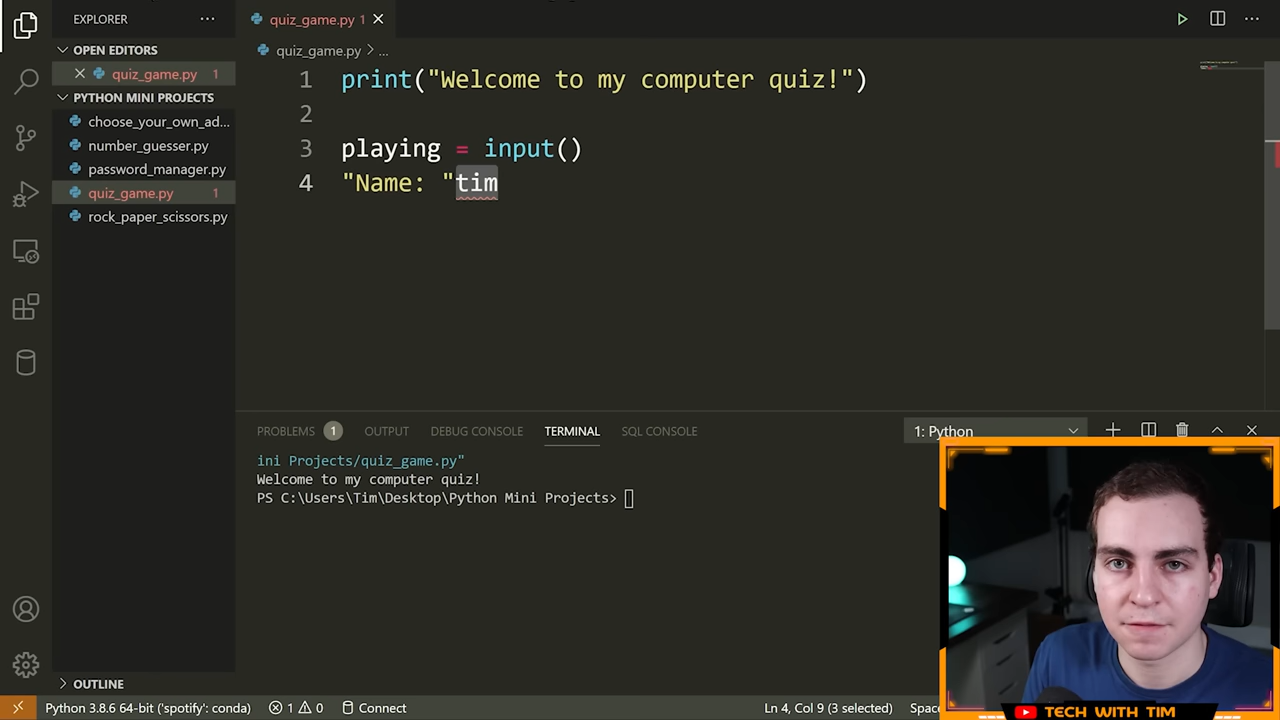 EXPLORER
quiz_game.py 1
OPEN EDITORS
quiz_game.py 1
quiz_game.py > ...
PYTHON MINI PROJECTS
choose_your_own_ad...
number_guesser.py
password_manager.py
quiz_game.py 1
rock_paper_scissors.py
1 print("Welcome to my computer quiz!")
2
3 playing = input()
4 "Name: "tim
PROBLEMS 1 OUTPUT DEBUG CONSOLE TERMINAL SQL CONSOLE
1: Python
ini Projects/quiz_game.py"
Welcome to my computer quiz!
PS C:\Users\Tim\Desktop\Python Mini Projects>
OUTLINE
Python 3.8.6 64-bit ('spotify': conda) 1 0 Connect
Ln 4, Col 9 (3 selected) Spac
TECH WITH TIM